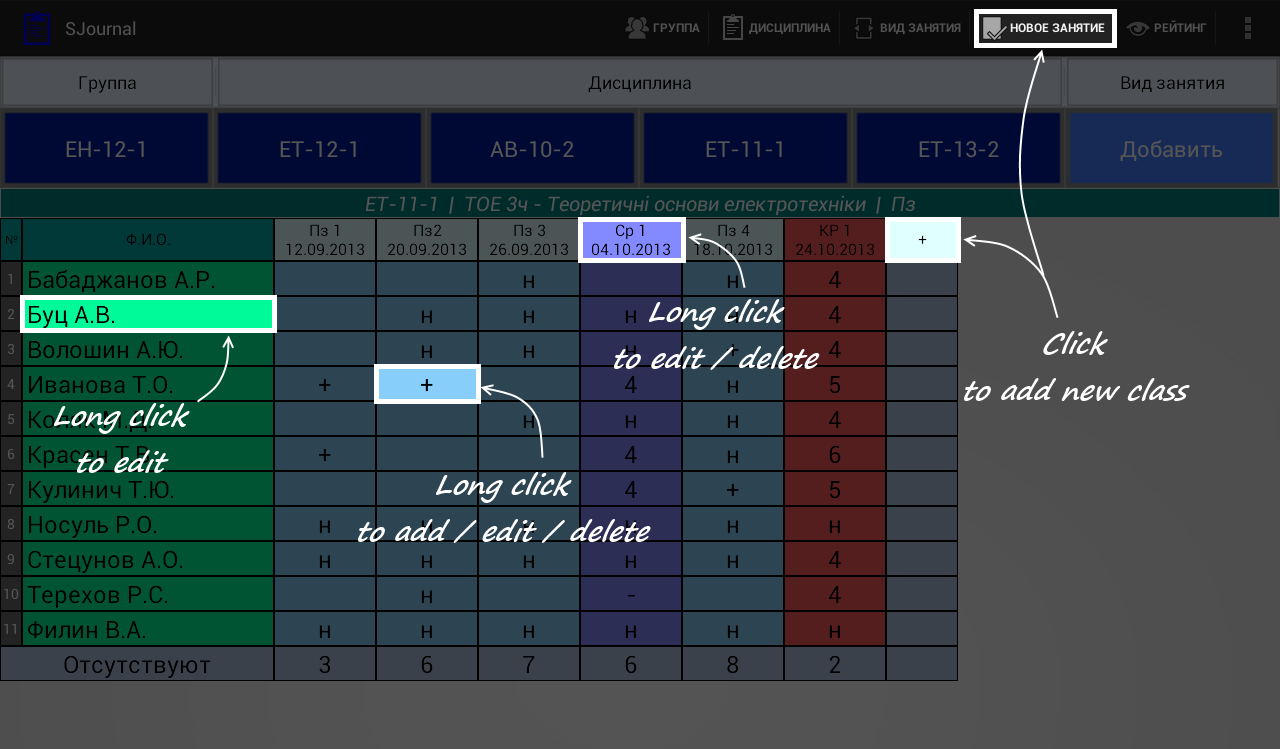 SJournal
ГРУППА ДИСЦИПЛИНА ВИД ЗАНЯТИЯ НОВОЕ ЗАНЯТИЕ РЕЙТИНГ
Группа Дисциплина Вид занятия
ЕН-12-1 ЕТ-12-1 АВ-10-2 ЕТ-11-1 ЕТ-13-2 Добавить
ЕТ-11-1 | ТОЕ 3ч - Теоретичні основи електротехніки | Пз
№ Ф.И.О. Пз 1 Пз2 Пз 3 Ср 1 Пз 4 КР 1 +
12.09.2013 20.09.2013 26.09.2013 04.10.2013 18.10.2013 24.10.2013
1 Бабаджанов А.Р. н н 4
2 Буц А.В. н н н н 4
3 Волошин А.Ю. н н + 4
4 Иванова Т.О. + + 4 н 5
5 н н н 4
6 Красан + 4 н 6
7 Кулинич Т.Ю. 4 + 5
8 Носуль Р.О. н н н н н н
9 Стецунов А.О. н н н н н 4
10 Терехов Р.С. н - 4
11 Филин В.А. н н н н н н
Отсутствуют 3 6 7 6 8 2
Long click
to edit / delete
Click
to add new class
Long click
to edit
Long click
to add / edit / delete